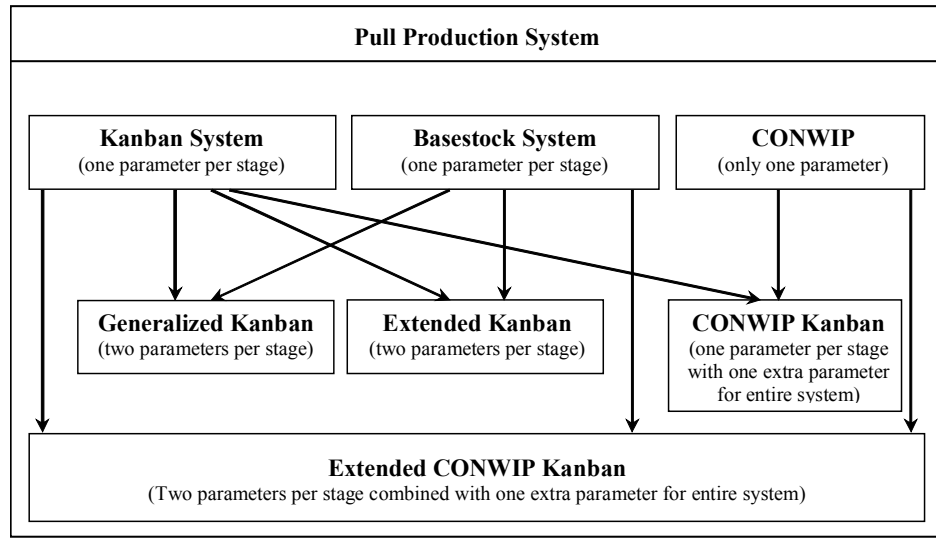 Pull Production System
Kanban System
(one parameter per stage)
Basestock System
(one parameter per stage)
CONWIP
(only one parameter)
Generalized Kanban
(two parameters per stage)
Extended Kanban
(two parameters per stage)
CONWIP Kanban
(one parameter per stage
with one extra parameter
for entire system)
Extended CONWIP Kanban
(Two parameters per stage combined with one extra parameter for entire system)